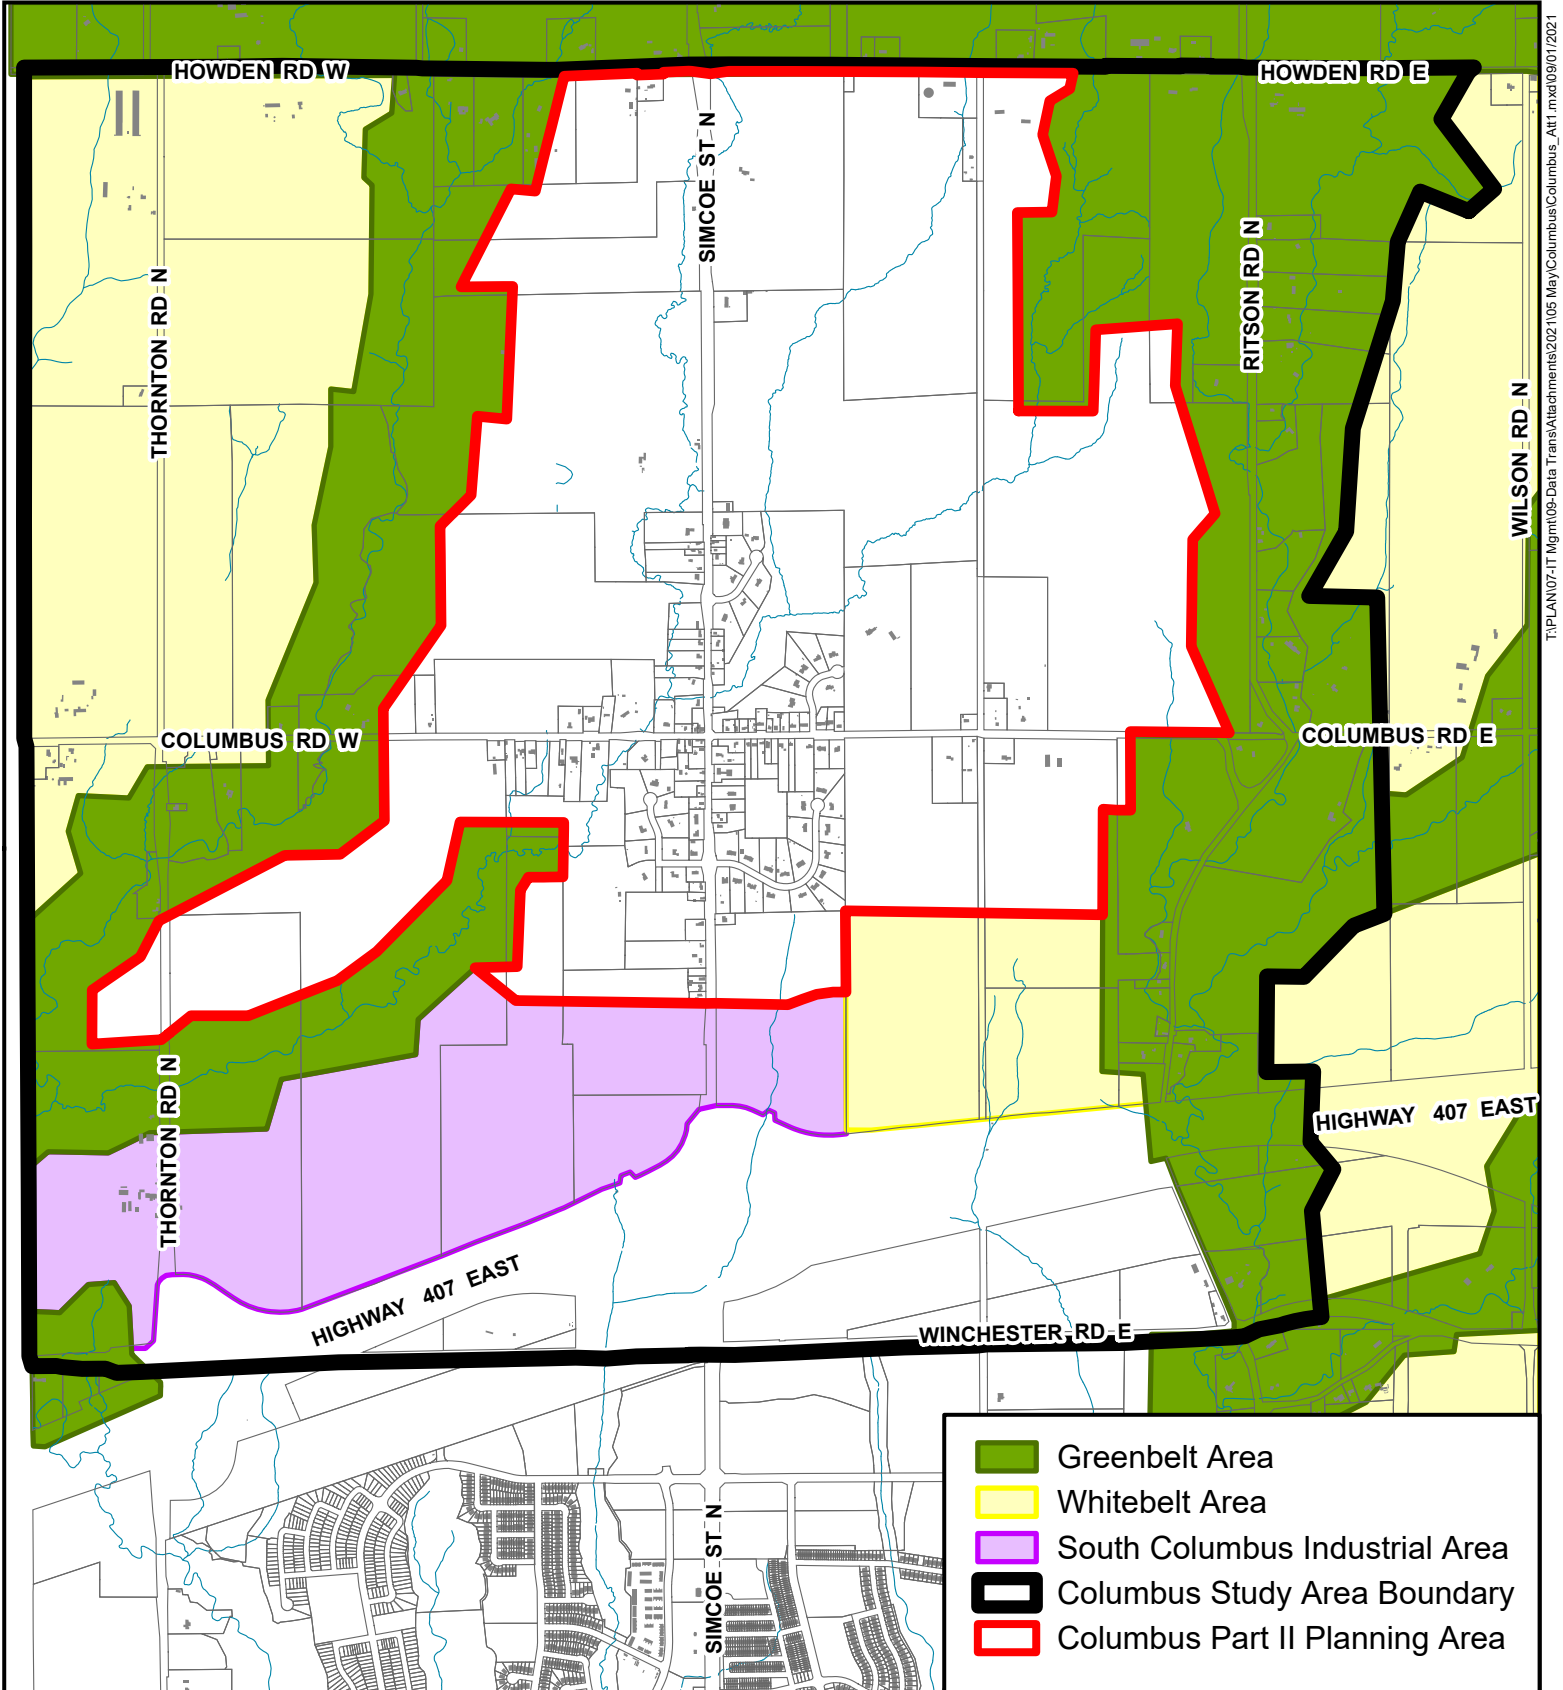 HOWDEN RD W
HOWDEN RD E
SIMCOE ST N
THORNTON RD N
RITSON RD N
WILSON RD N
T:\PLAN\07-IT Mgmt\09-Data Trans\Attachments\2021\05 May\Columbus\Columbus_Att1.mxd\09/01/2021
COLUMBUS RD W
COLUMBUS RD E
THORNTON RD N
HIGHWAY 407 EAST
HIGHWAY 407 EAST
WINCHESTER RD E
SIMCOE ST N
Greenbelt Area
Whitebelt Area
South Columbus Industrial Area
Columbus Study Area Boundary
Columbus Part II Planning Area